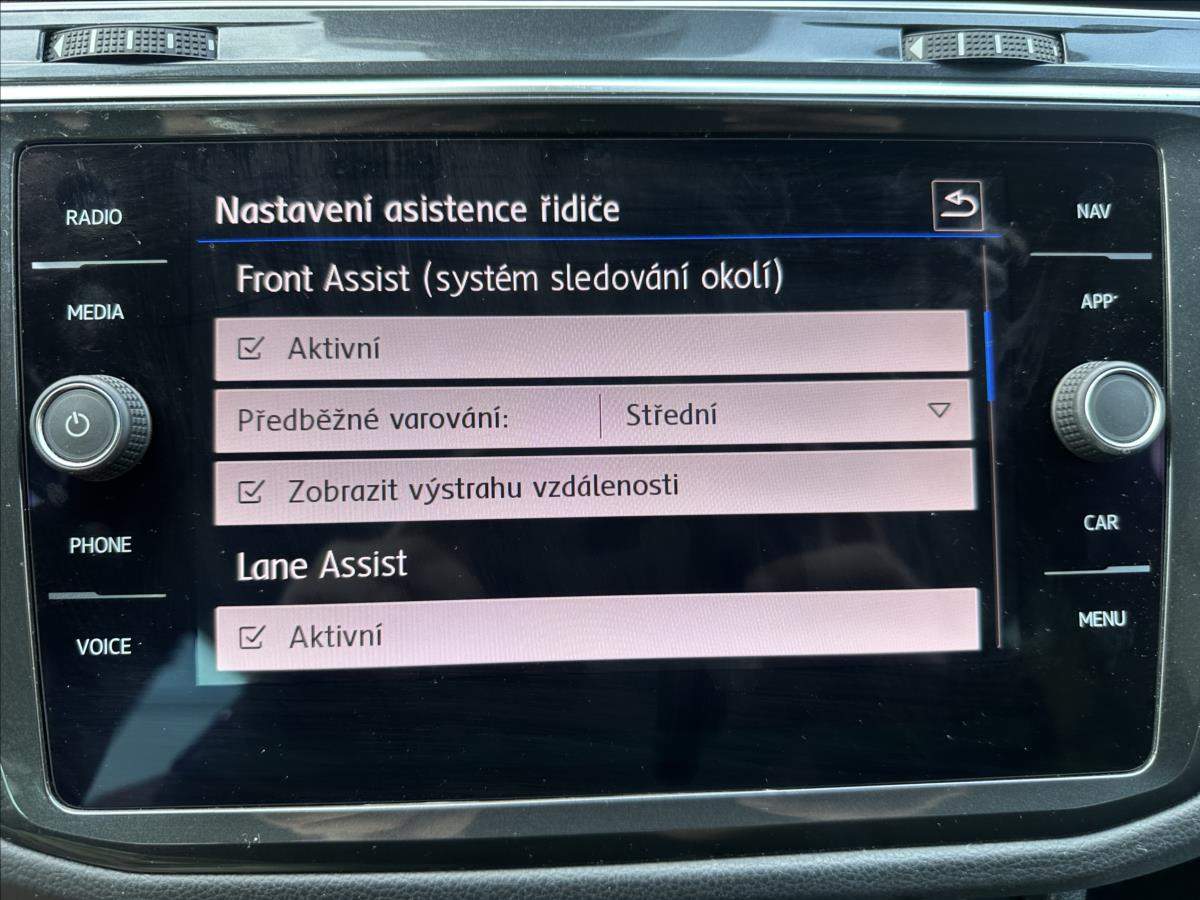 RADIO
MEDIA
PHONE
VOICE
Nastavení asistence řidiče
Front Assist (systém sledování okolí)
Aktivní
Předběžné varování: Střední
Zobrazit výstrahu vzdálenosti
Lane Assist
Aktivní
NAV
APP
CAR
MENU